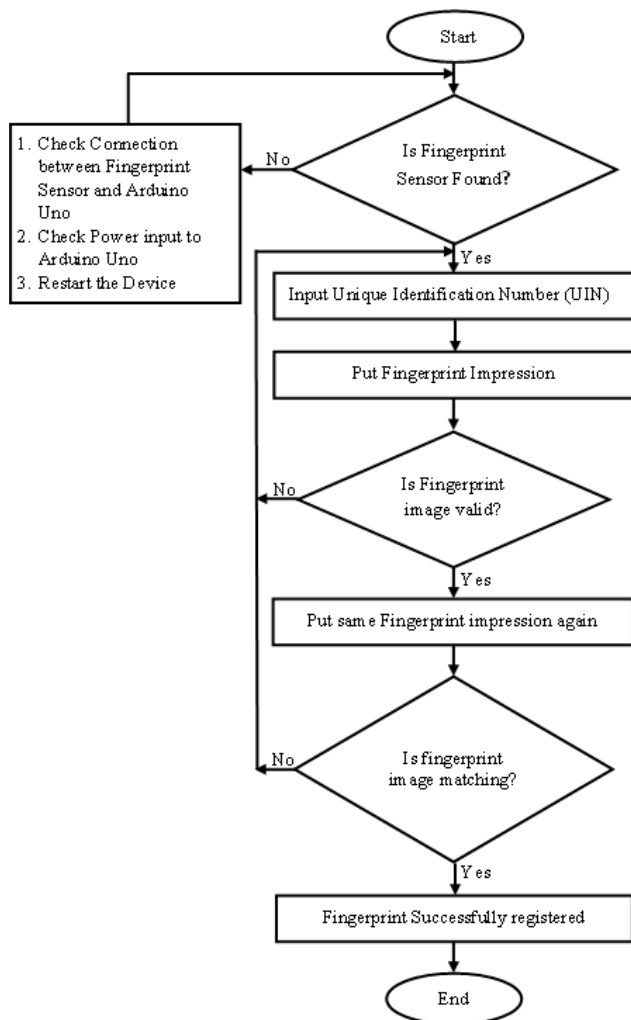 Start
1. Check Connection
between Fingerprint
Sensor and Arduino
Uno
2. Check Power input to
Arduino Uno
3. Restart the Device
No
Is Fingerprint
Sensor Found?
Yes
Input Unique Identification Number (UIN)
Put Fingerprint Impression
No
Is Fingerprint
image valid?
Yes
Put same Fingerprint impression again
No
Is fingerprint
image matching?
Yes
Fingerprint Successfully registered
End